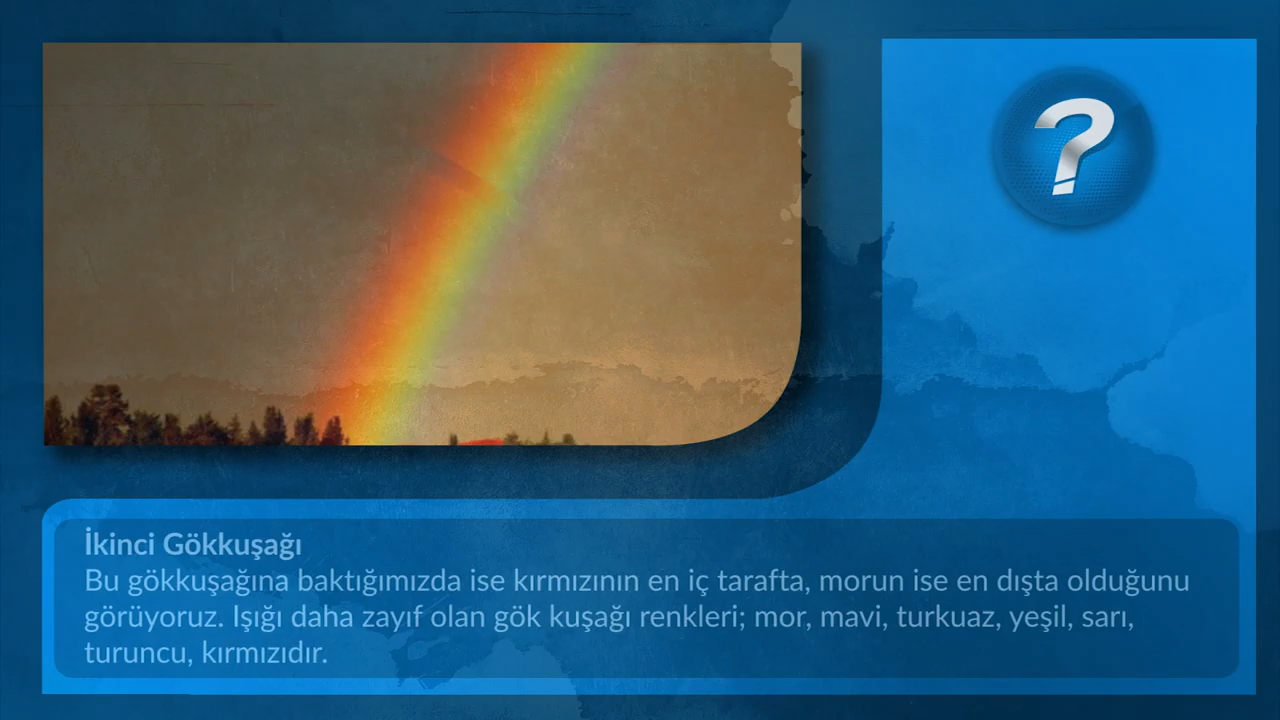 ?
İkinci Gökkuşağı
Bu gökkuşağına baktığımızda ise kırmızının en iç tarafta, morun ise en dışta olduğunu
görüyoruz. Işığı daha zayıf olan gök kuşağı renkleri; mor, mavi, turkuaz, yeşil, sarı,
turuncu, kırmızıdır.